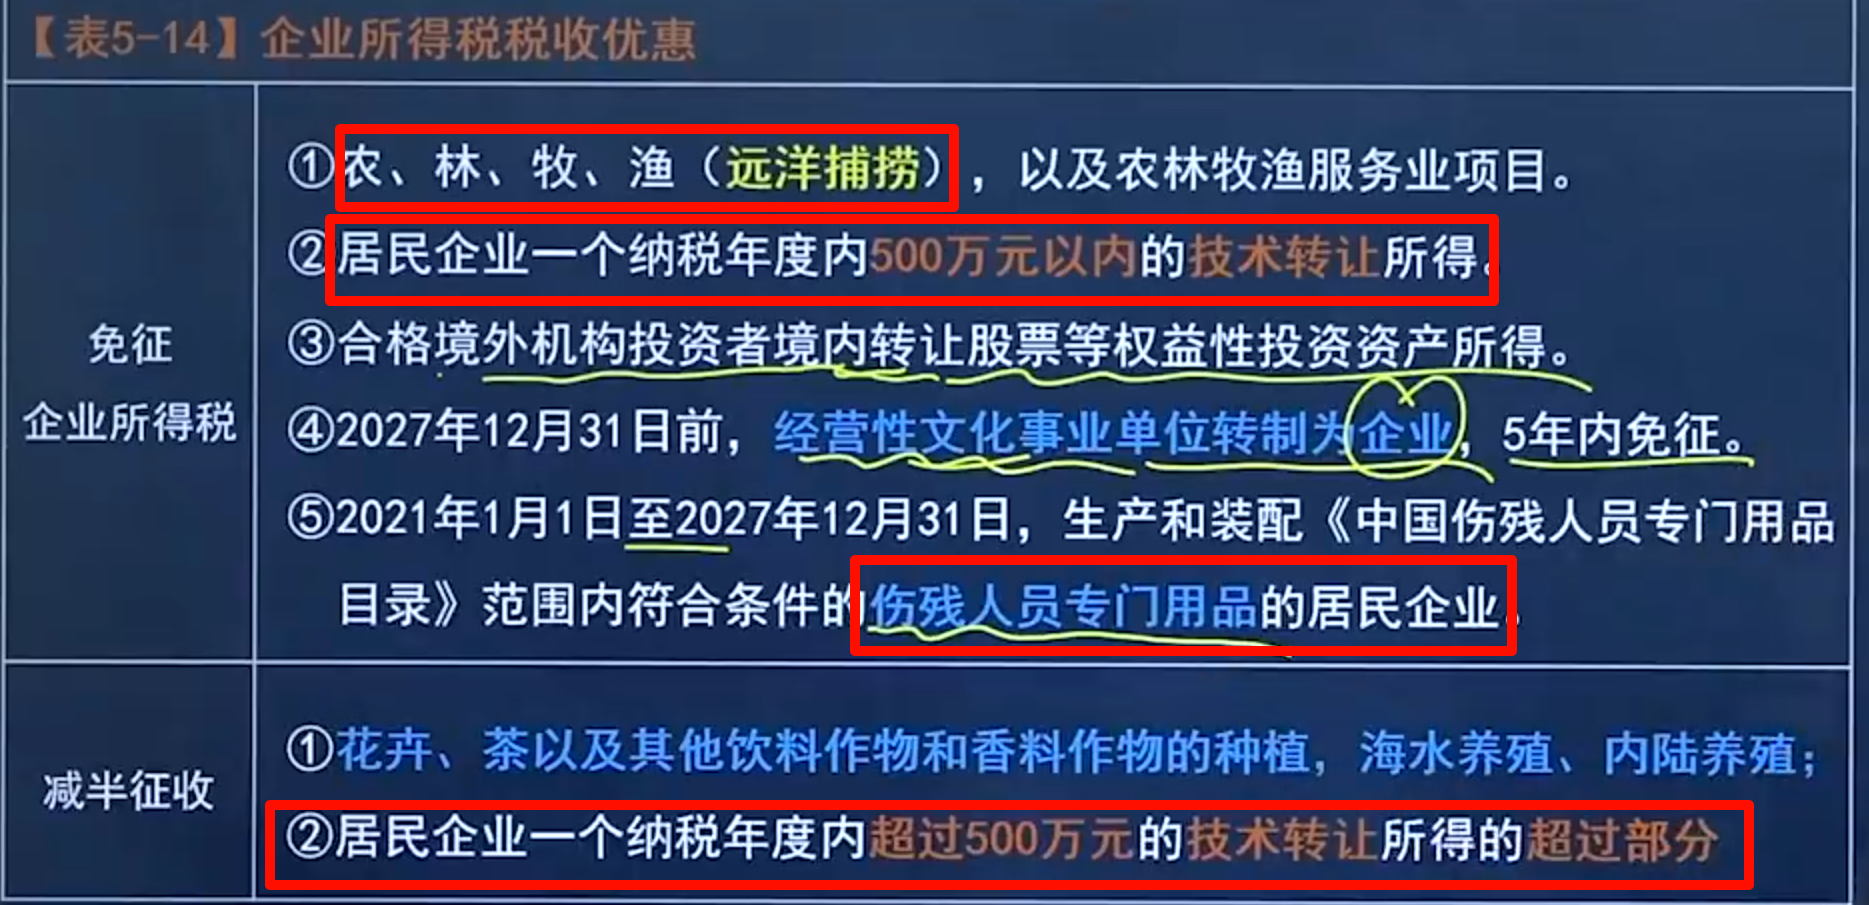 【表5-14】企业所得税税收优惠
免征
企业所得税
①农、林、牧、渔（远洋捕捞），以及农林牧渔服务业项目。
②居民企业一个纳税年度内500万元以内的技术转让所得。
③合格境外机构投资者境内转让股票等权益性投资资产所得。
④2027年12月31日前，经营性文化事业单位转制为企业，5年内免征。
⑤2021年1月1日至2027年12月31日，生产和装配《中国伤残人员专门用品
目录》范围内符合条件的伤残人员专门用品的居民企业。
减半征收
①花卉、茶以及其他饮料作物和香料作物的种植，海水养殖、内陆养殖；
②居民企业一个纳税年度内超过500万元的技术转让所得的超过部分